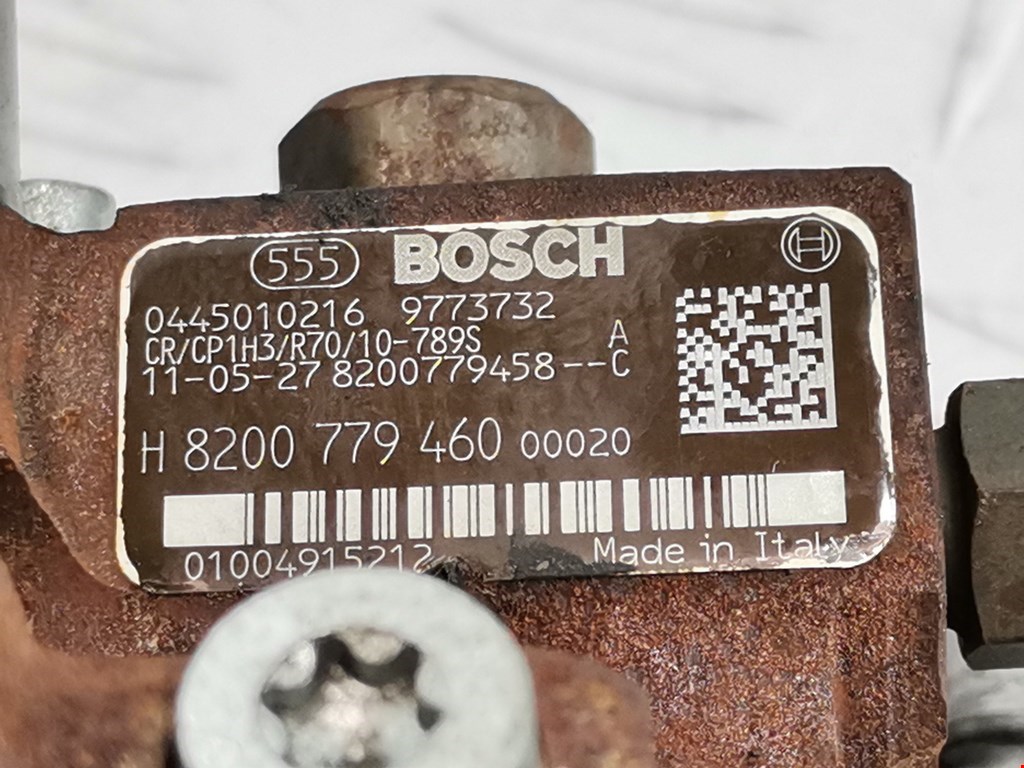 555 BOSCH
0445010216 9773732
CR/CP1H3/R70/10-789S A
11-05-27 8200779458--C
H 8200 779 460 00020
01004915212
Made in Italy